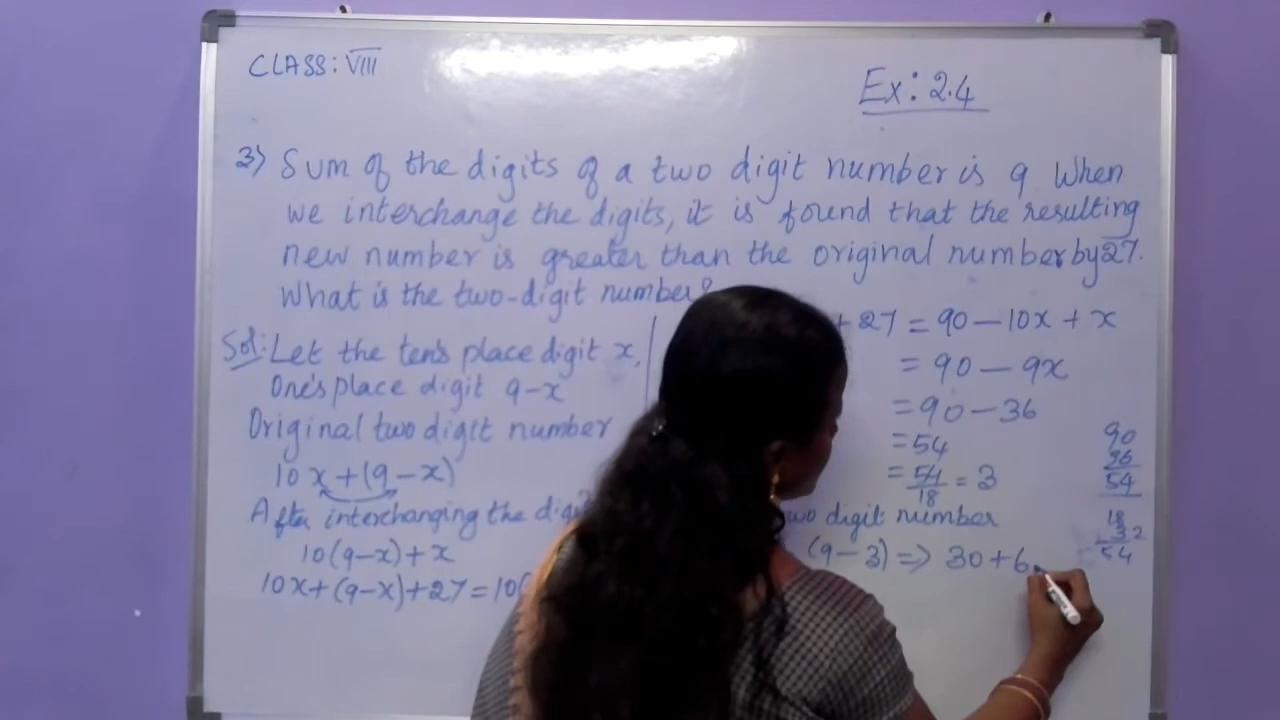 CLASS: VIII
Ex: 2.4
3) Sum of the digits of a two digit number is 9 When
we interchange the digits, it is found that the resulting
new number is greater than the original number by 27.
What is the two-digit number?
Sol: Let the ten's place digit x,
One's place digit 9-x
Original two digit number
10x+(9-x)
After interchanging the
10(9-x)+x
10x+(9-x)+27=10(
+27 = 90-10x+x
= 90-9x
= 90-36
= 54
= 54/18 = 3
digit number
(9-3) => 30+6
90
36
54
18
3 2
54